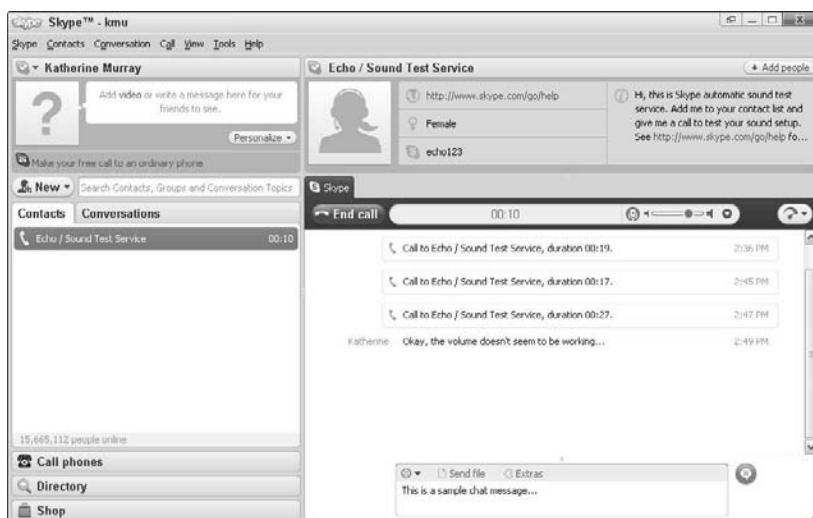 Skype™ - kmu
Skype Contacts Conversation Call View Tools Help
Katherine Murray
Add video or write a message here for your
friends to see.
Personalize
Make your free call to an ordinary phone
New
Search Contacts, Groups and Conversation Topics
Contacts Conversations
Echo / Sound Test Service 00:10
15,665,112 people online
Call phones
Directory
Shop
Echo / Sound Test Service
+ Add people
http://www.skype.com/go/help
Female
echo123
Hi, this is Skype automatic sound test
service. Add me to your contact list and
give me a call to test your sound setup.
See http://www.skype.com/go/help fo...
Skype
End call 00:10
Call to Echo / Sound Test Service, duration 00:19. 2:36 PM
Call to Echo / Sound Test Service, duration 00:17. 2:45 PM
Call to Echo / Sound Test Service, duration 00:27. 2:47 PM
Katherine Okay, the volume doesn't seem to be working... 2:49 PM
Send file Extras
This is a sample chat message...